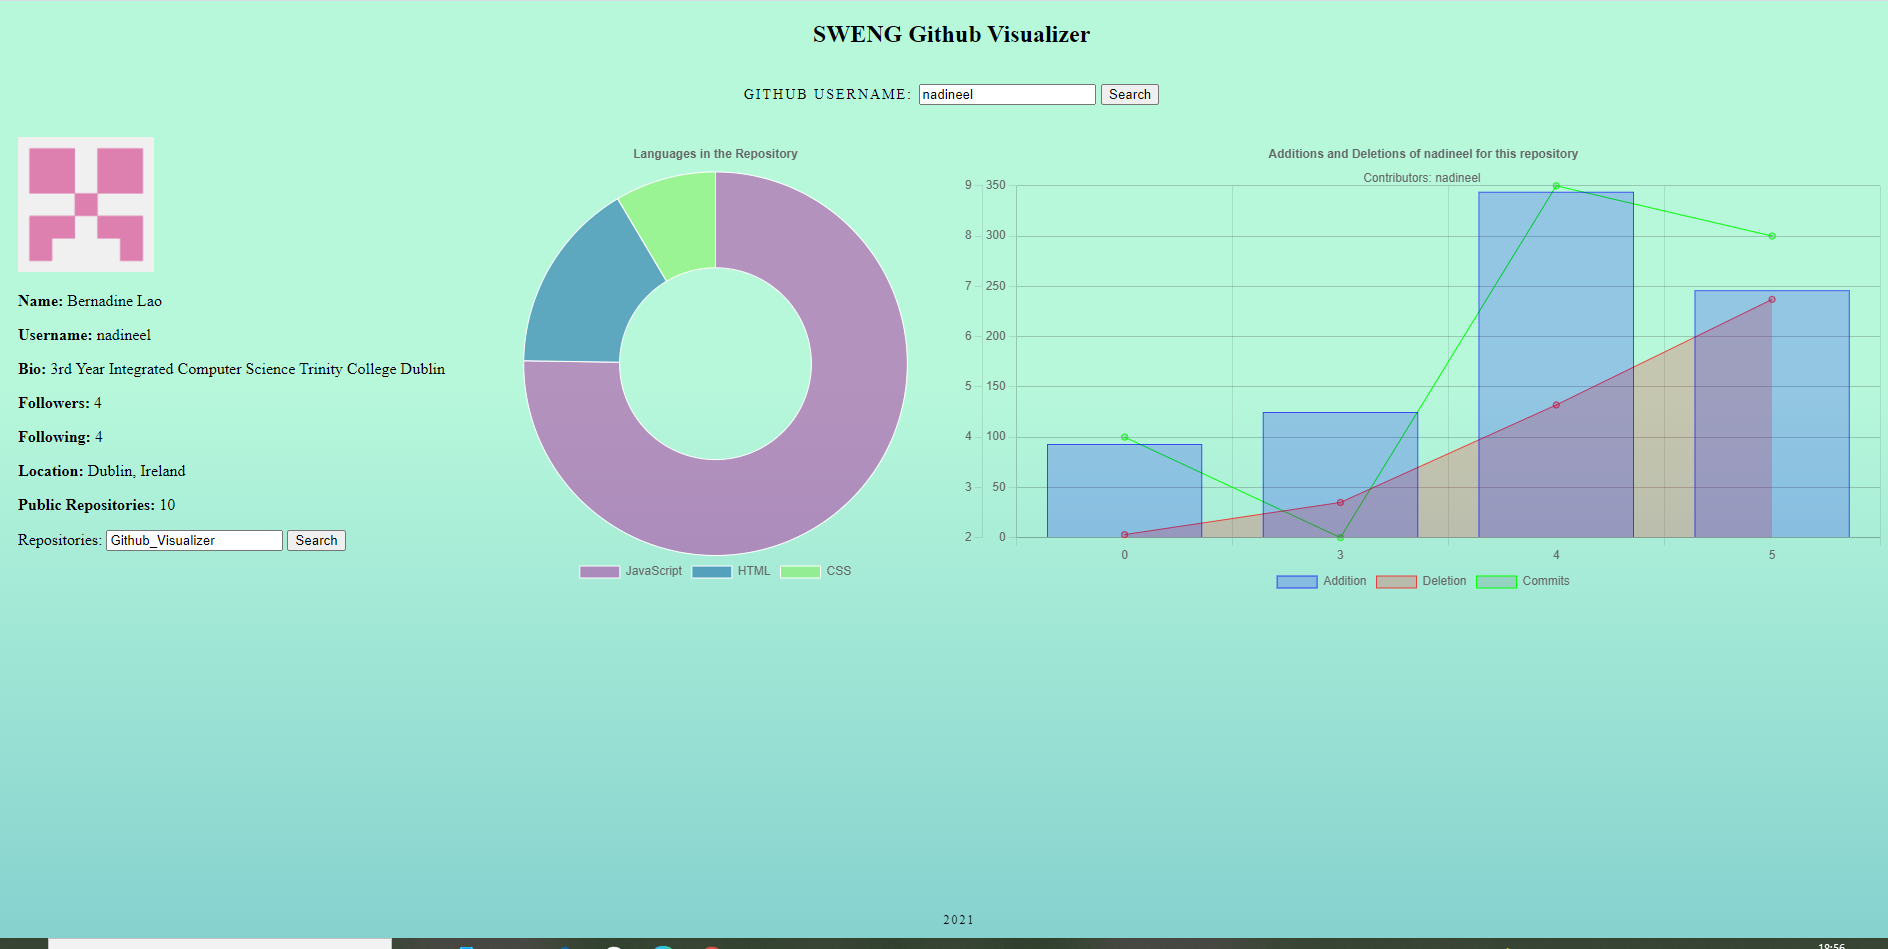 SWENG Github Visualizer
GITHUB USERNAME: nadineel Search
Name: Bernadine Lao
Username: nadineel
Bio: 3rd Year Integrated Computer Science Trinity College Dublin
Followers: 4
Following: 4
Location: Dublin, Ireland
Public Repositories: 10
Repositories: Github_Visualizer Search
Languages in the Repository
JavaScript HTML CSS
Additions and Deletions of nadineel for this repository
Contributors: nadineel
9 350
8 300
7 250
6 200
5 150
4 100
3 50
2 0
0 3 4 5
Addition Deletion Commits
2021